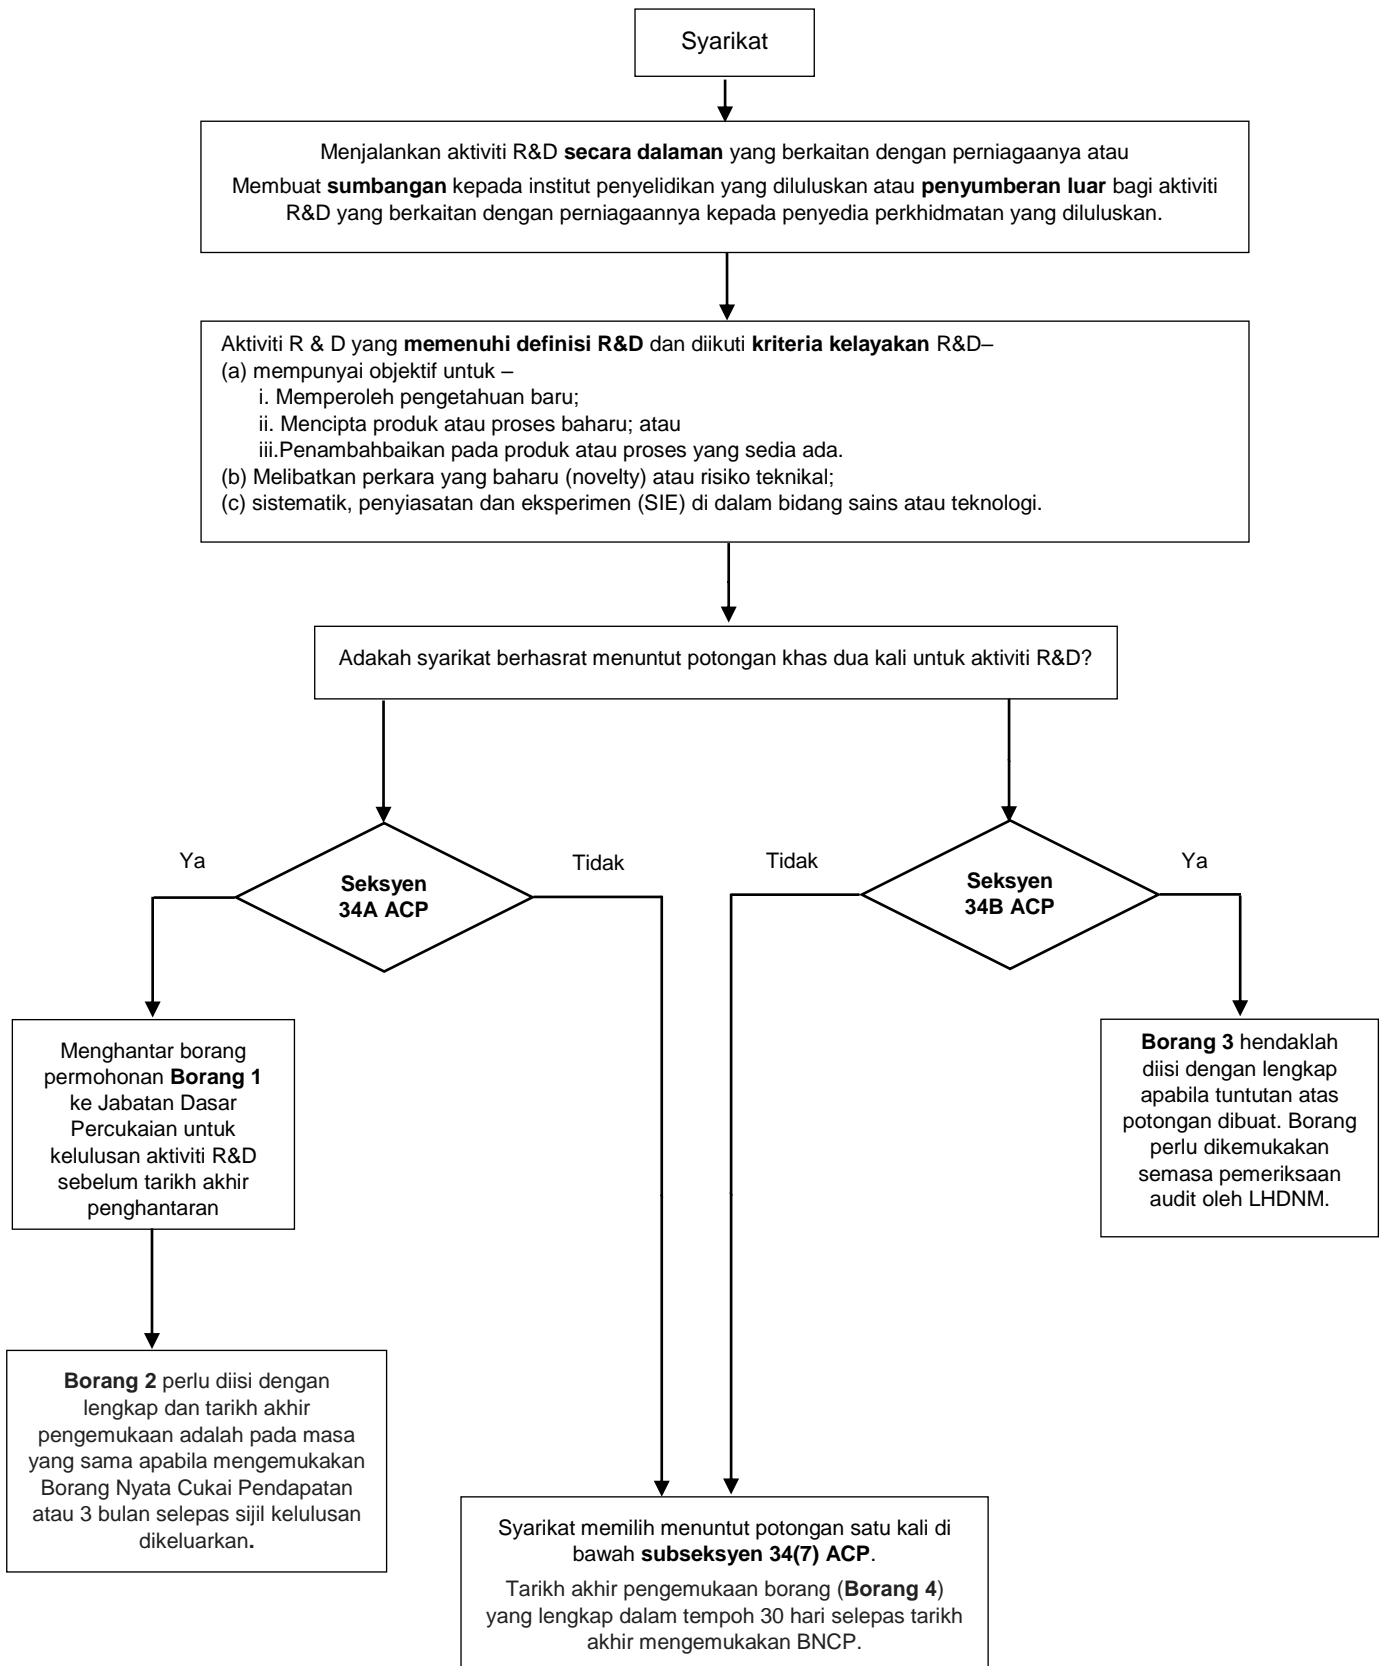 Syarikat
Menjalankan aktiviti R&D secara dalaman yang berkaitan dengan perniagaanya atau
Membuat sumbangan kepada institut penyelidikan yang diluluskan atau penyumberan luar bagi aktiviti
R&D yang berkaitan dengan perniagaannya kepada penyedia perkhidmatan yang diluluskan.
Aktiviti R & D yang memenuhi definisi R&D dan diikuti kriteria kelayakan R&D–
(a) mempunyai objektif untuk –
i. Memperoleh pengetahuan baru;
ii. Mencipta produk atau proses baharu; atau
iii.Penambahbaikan pada produk atau proses yang sedia ada.
(b) Melibatkan perkara yang baharu (novelty) atau risiko teknikal;
(c) sistematik, penyiasatan dan eksperimen (SIE) di dalam bidang sains atau teknologi.
Adakah syarikat berhasrat menuntut potongan khas dua kali untuk aktiviti R&D?
Ya
Seksyen
34A ACP
Tidak
Tidak
Seksyen
34B ACP
Ya
Menghantar borang
permohonan Borang 1
ke Jabatan Dasar
Percukaian untuk
kelulusan aktiviti R&D
sebelum tarikh akhir
penghantaran
Borang 3 hendaklah
diisi dengan lengkap
apabila tuntutan atas
potongan dibuat. Borang
perlu dikemukakan
semasa pemeriksaan
audit oleh LHDNM.
Borang 2 perlu diisi dengan
lengkap dan tarikh akhir
pengemukaan adalah pada masa
yang sama apabila mengemukakan
Borang Nyata Cukai Pendapatan
atau 3 bulan selepas sijil kelulusan
dikeluarkan.
Syarikat memilih menuntut potongan satu kali di
bawah subseksyen 34(7) ACP.
Tarikh akhir pengemukaan borang (Borang 4)
yang lengkap dalam tempoh 30 hari selepas tarikh
akhir mengemukakan BNCP.